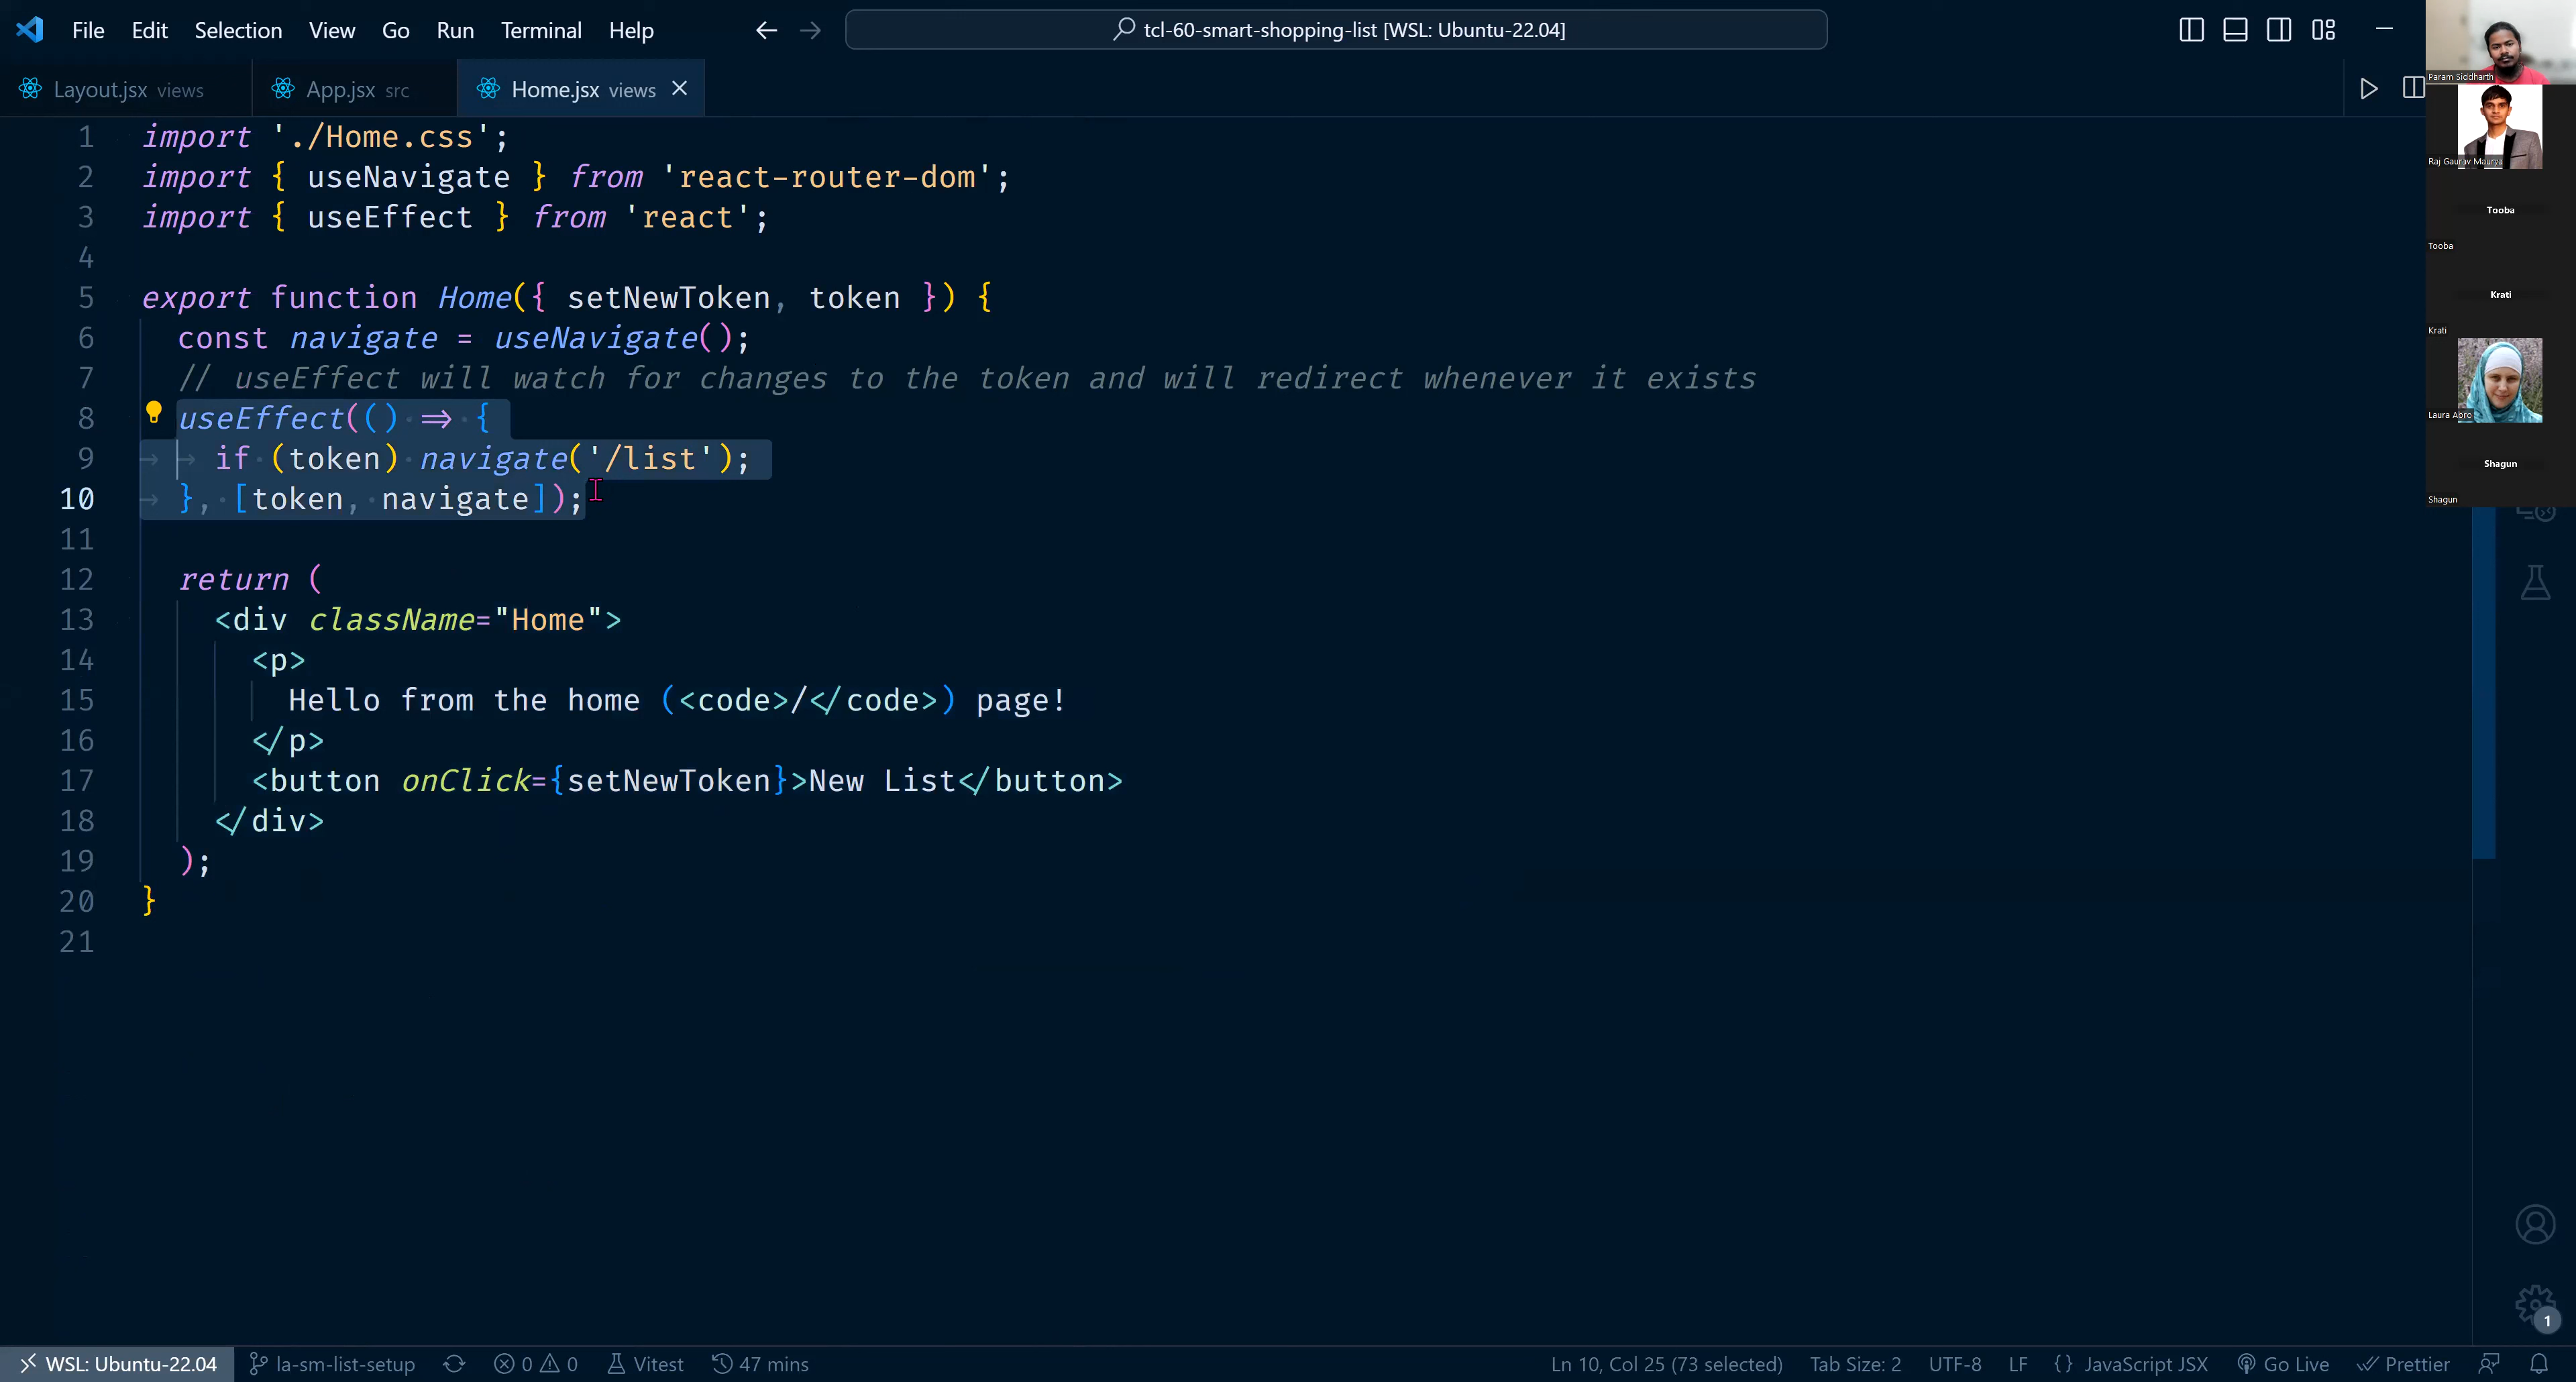 File Edit Selection View Go Run Terminal Help
tcl-60-smart-shopping-list [WSL: Ubuntu-22.04]
Layout.jsx views
App.jsx src
Home.jsx views
1 import './Home.css';
2 import { useNavigate } from 'react-router-dom';
3 import { useEffect } from 'react';
4
5 export function Home({ setNewToken, token }) {
6 const navigate = useNavigate();
7 // useEffect will watch for changes to the token and will redirect whenever it exists
8 useEffect(() => {
9 if (token) navigate('/list');
10 }, [token, navigate]);
11
12 return (
13 <div className="Home">
14 <p>
15 Hello from the home (<code>/</code>) page!
16 </p>
17 <button onClick={setNewToken}>New List</button>
18 </div>
19 );
20 }
21
Param Siddharth
Raj Gaurav Maurya
Tooba
Tooba
Krati
Krati
Laura Abro
Shagun
Shagun
1
WSL: Ubuntu-22.04 la-sm-list-setup 0 0 Vitest 47 mins
Ln 10, Col 25 (73 selected) Tab Size: 2 UTF-8 LF {} JavaScript JSX Go Live Prettier